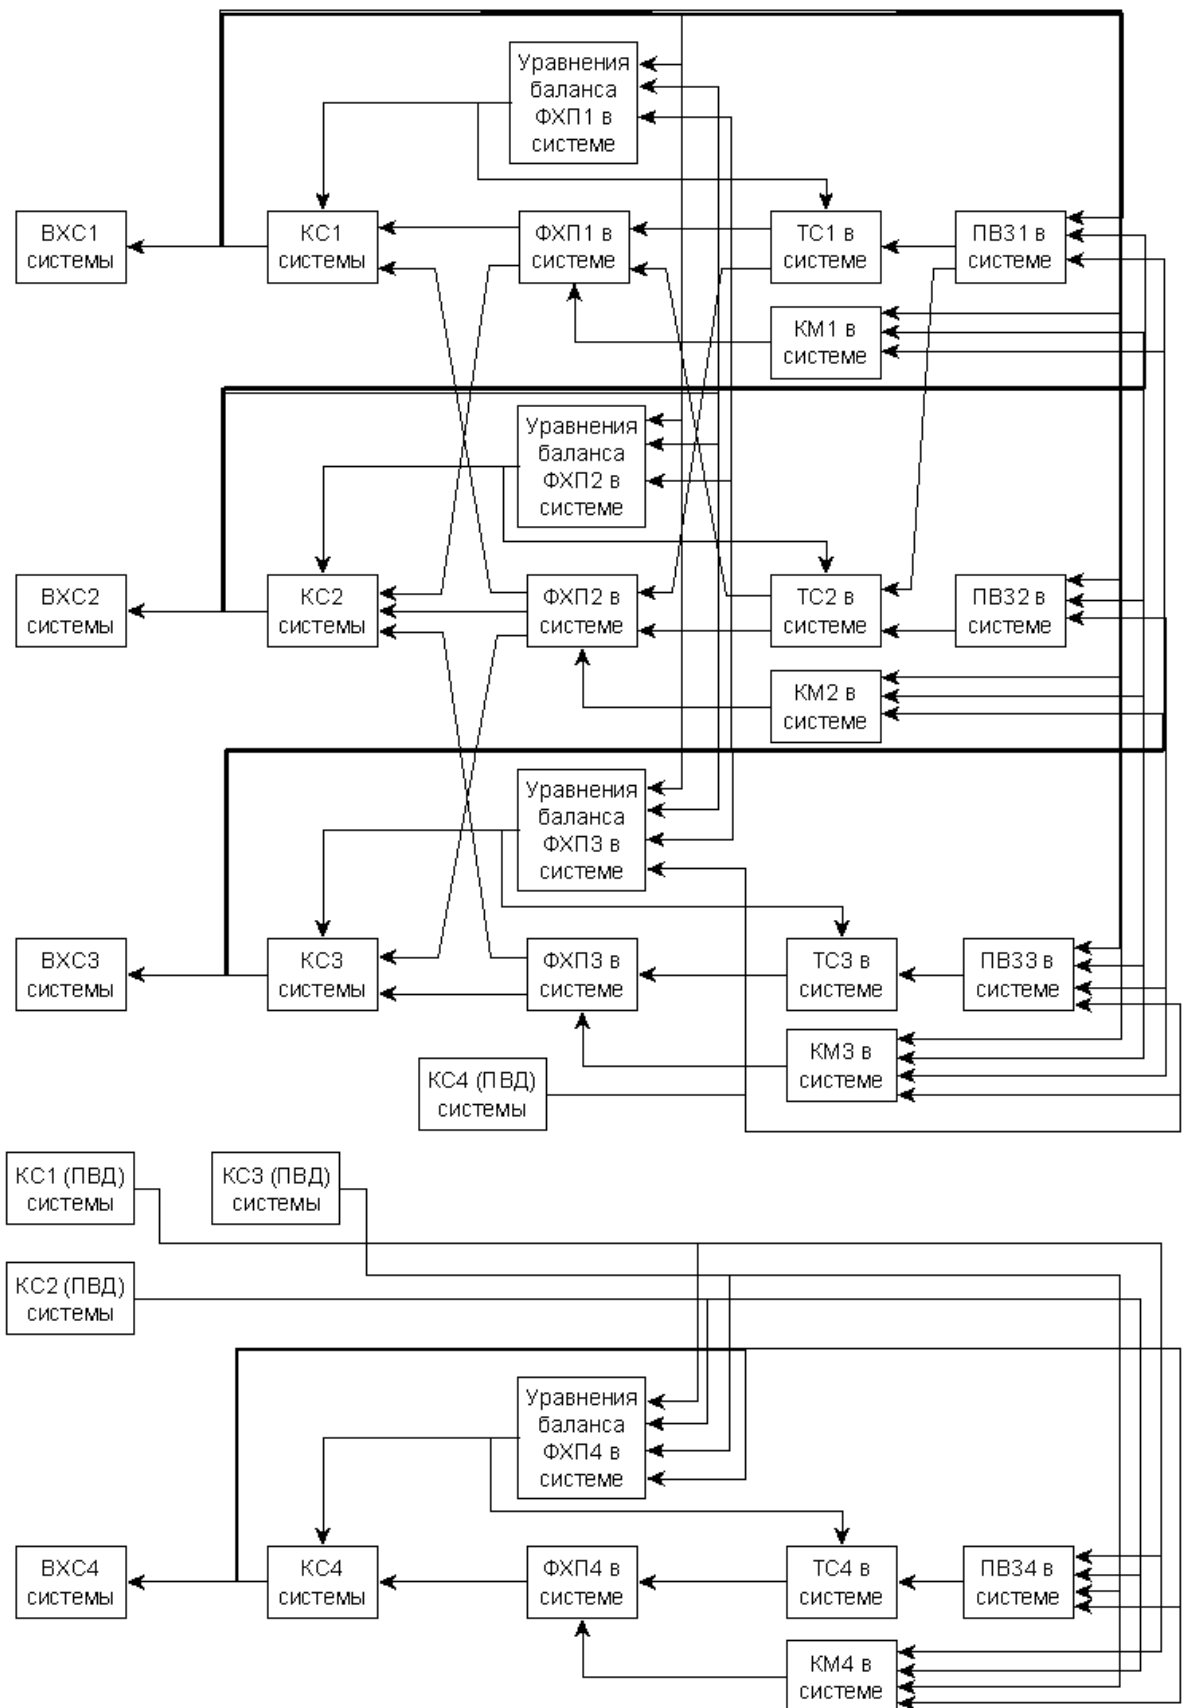 Уравнения
баланса
ФХП1 в
системе
ВХС1
системы
КС1
системы
ФХП1 в
системе
ТС1 в
системе
ПВЗ1 в
системе
КМ1 в
системе
Уравнения
баланса
ФХП2 в
системе
ВХС2
системы
КС2
системы
ФХП2 в
системе
ТС2 в
системе
ПВЗ2 в
системе
КМ2 в
системе
Уравнения
баланса
ФХП3 в
системе
ВХС3
системы
КС3
системы
ФХП3 в
системе
ТС3 в
системе
ПВЗ3 в
системе
КМ3 в
системе
КС4 (ПВД)
системы
КС1 (ПВД)
системы
КС3 (ПВД)
системы
КС2 (ПВД)
системы
Уравнения
баланса
ФХП4 в
системе
ВХС4
системы
КС4
системы
ФХП4 в
системе
ТС4 в
системе
ПВЗ4 в
системе
КМ4 в
системе